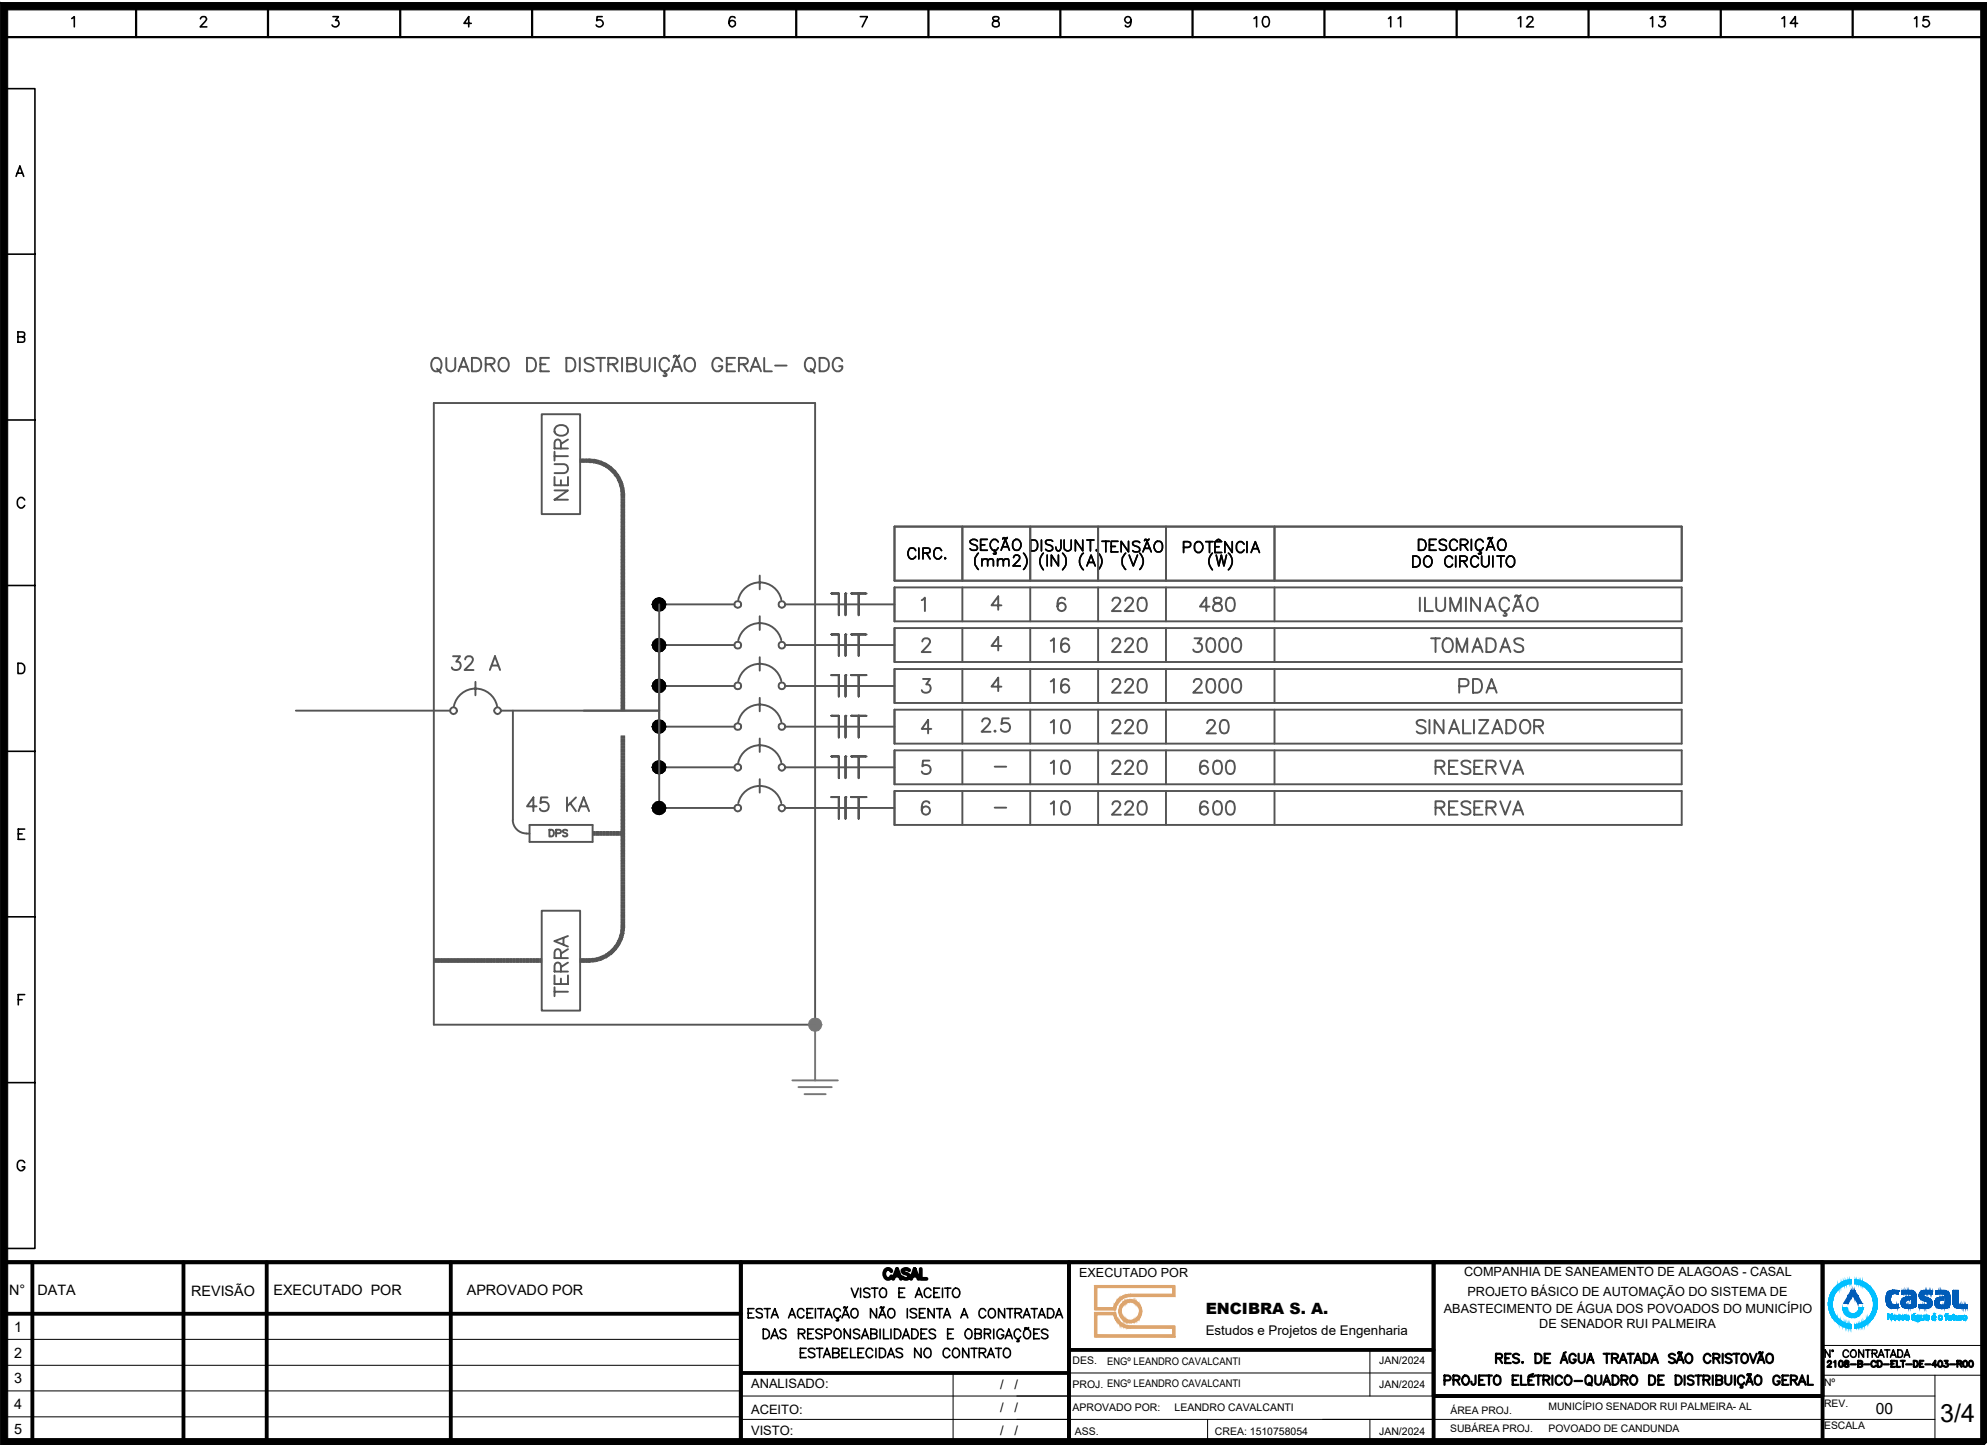 1 2 3 4 5 6 7 8 9 10 11 12 13 14 15
A
B
C
D
E
F
G
QUADRO DE DISTRIBUIÇÃO GERAL– QDG
NEUTRO
32 A
45 KA
DPS
TERRA
CIRC. SEÇÃO (mm2) DISJUNT. (IN) (A) TENSÃO (V) POTÊNCIA (W) DESCRIÇÃO DO CIRCUITO
1 4 6 220 480 ILUMINAÇÃO
2 4 16 220 3000 TOMADAS
3 4 16 220 2000 PDA
4 2.5 10 220 20 SINALIZADOR
5 – 10 220 600 RESERVA
6 – 10 220 600 RESERVA
N° DATA REVISÃO EXECUTADO POR APROVADO POR
1
2
3
4
5
CASAL
VISTO E ACEITO
ESTA ACEITAÇÃO NÃO ISENTA A CONTRATADA
DAS RESPONSABILIDADES E OBRIGAÇÕES
ESTABELECIDAS NO CONTRATO
ANALISADO: / /
ACEITO: / /
VISTO: / /
EXECUTADO POR
ENCIBRA S. A.
Estudos e Projetos de Engenharia
DES. ENGº LEANDRO CAVALCANTI JAN/2024
PROJ. ENGº LEANDRO CAVALCANTI JAN/2024
APROVADO POR: LEANDRO CAVALCANTI
ASS. CREA: 1510758054 JAN/2024
COMPANHIA DE SANEAMENTO DE ALAGOAS - CASAL
PROJETO BÁSICO DE AUTOMAÇÃO DO SISTEMA DE
ABASTECIMENTO DE ÁGUA DOS POVOADOS DO MUNICÍPIO
DE SENADOR RUI PALMEIRA
RES. DE ÁGUA TRATADA SÃO CRISTOVÃO
PROJETO ELÉTRICO–QUADRO DE DISTRIBUIÇÃO GERAL
ÁREA PROJ. MUNICÍPIO SENADOR RUI PALMEIRA- AL
SUBÁREA PROJ. POVOADO DE CANDUNDA
casal
Nossa água é o futuro
N° CONTRATADA
2108–B–CD–ELT–DE–403–R00
Nº
REV. 00
ESCALA
3/4